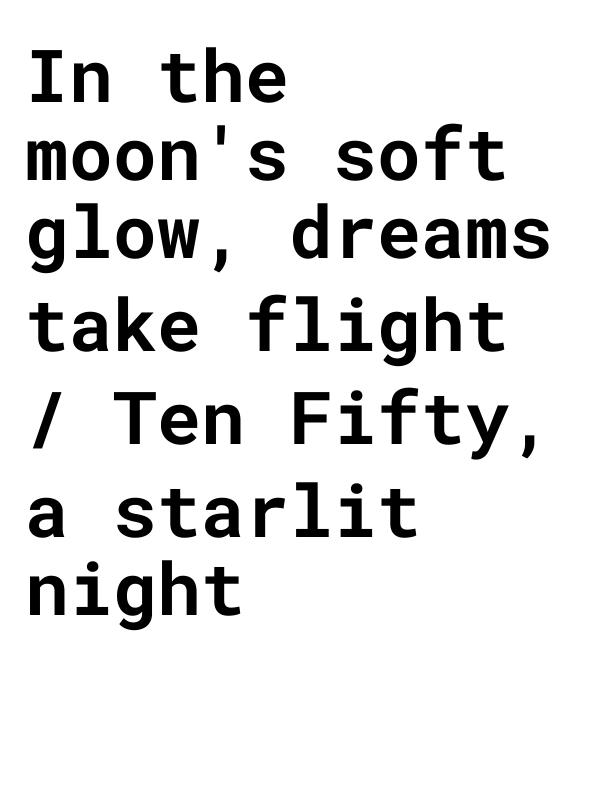 In the
moon's soft
glow, dreams
take flight
/ Ten Fifty,
a starlit
night